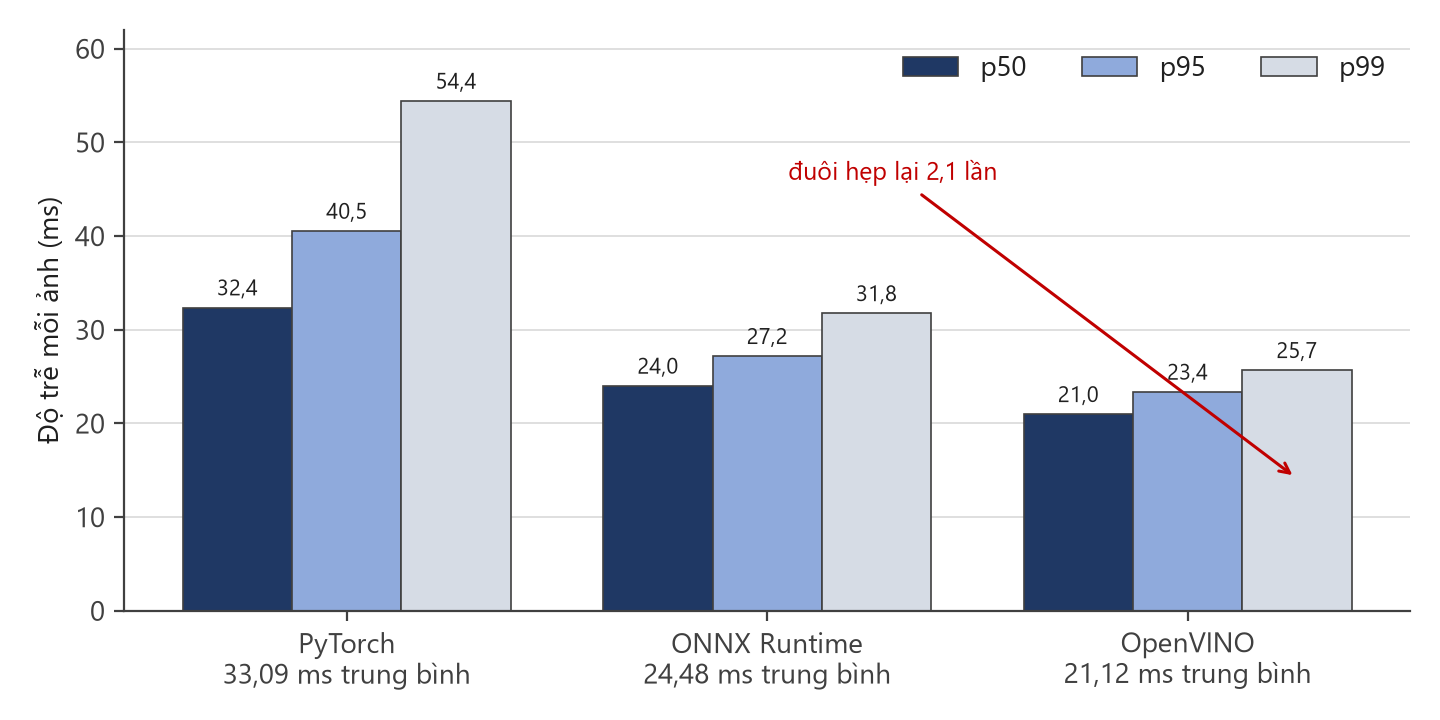 60
50
40
30
20
10
0
Độ trễ mỗi ảnh (ms)
p50 p95 p99
54,4
40,5
32,4
đuôi hẹp lại 2,1 lần
31,8
27,2
24,0
25,7
23,4
21,0
PyTorch
33,09 ms trung bình
ONNX Runtime
24,48 ms trung bình
OpenVINO
21,12 ms trung bình